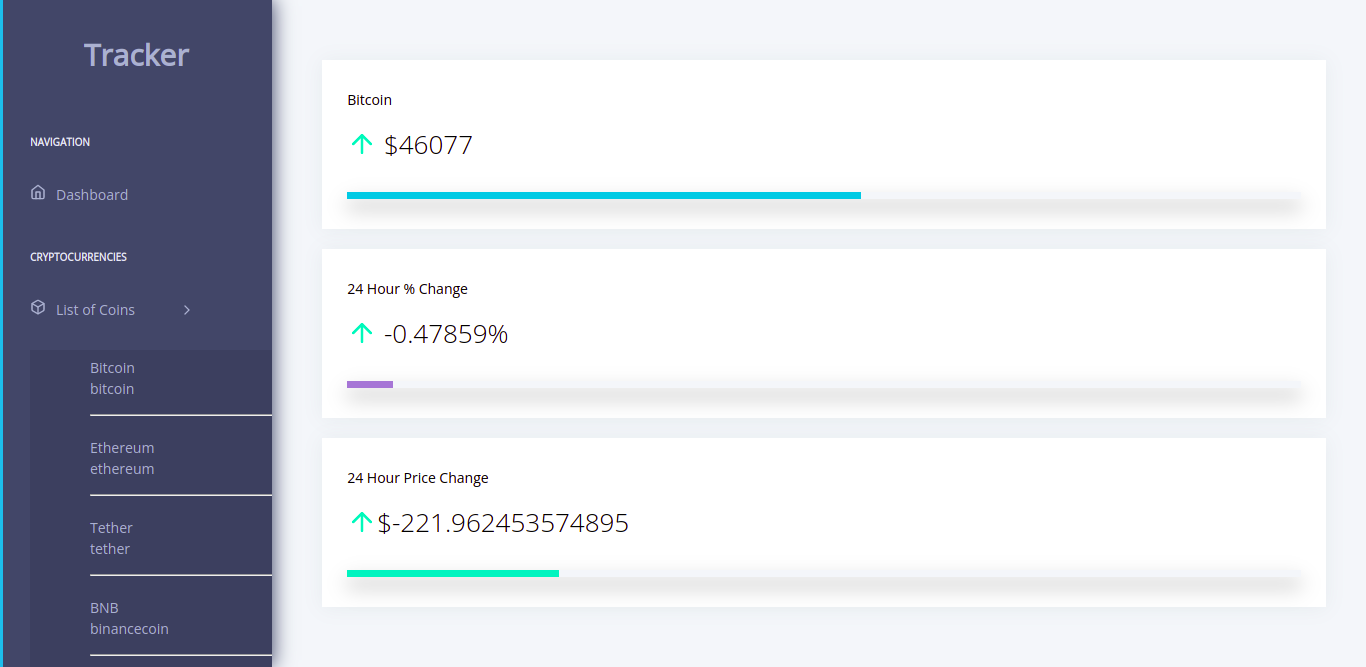 Tracker
NAVIGATION
Dashboard
CRYPTOCURRENCIES
List of Coins
Bitcoin
bitcoin
Ethereum
ethereum
Tether
tether
BNB
binancecoin
Bitcoin
$46077
24 Hour % Change
-0.47859%
24 Hour Price Change
$-221.962453574895